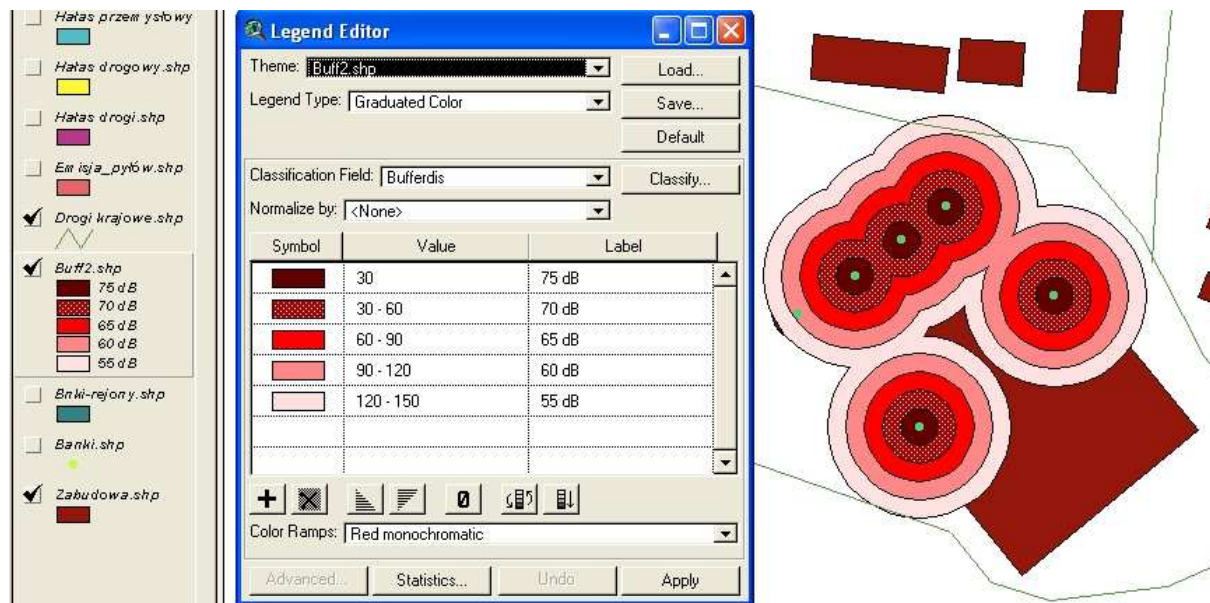 Hałas przemysłowy
Hałas drogowy.shp
Hałas drogi.shp
Emisja_pyłów.shp
Drogi krajowe.shp
Buff2.shp
75 dB
70 dB
65 dB
60 dB
55 dB
Bnki-rejony.shp
Banki.shp
Zabudowa.shp
Legend Editor
Theme: Buff2.shp
Load...
Legend Type: Graduated Color
Save...
Default
Classification Field: Bufferdis
Classify...
Normalize by: <None>
Symbol Value Label
30 75 dB
30 - 60 70 dB
60 - 90 65 dB
90 - 120 60 dB
120 - 150 55 dB
0
Color Ramps: Red monochromatic
Advanced... Statistics... Undo Apply